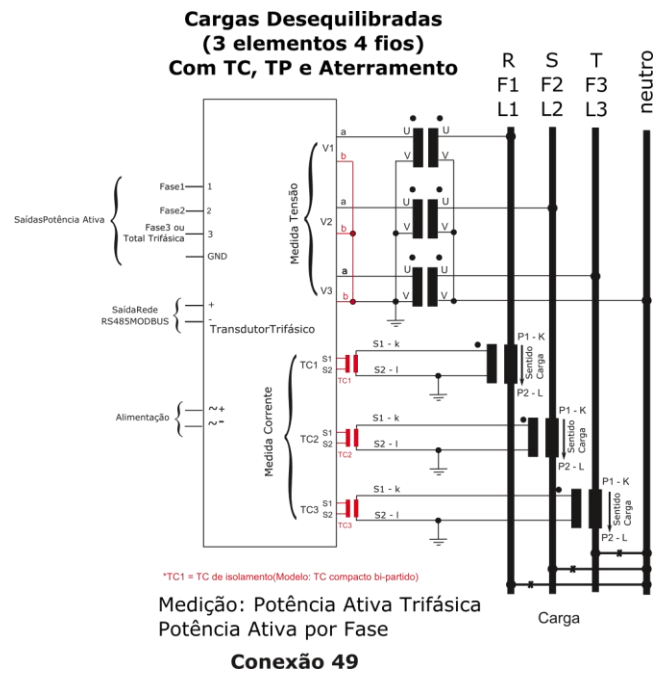 Cargas Desequilibradas
(3 elementos 4 fios)
Com TC, TP e Aterramento
R S T
F1 F2 F3
L1 L2 L3
neutro
a U U
V1
b V V
Fase1 1
Fase2 2
SaídasPotência Ativa
Fase3 ou
Total Trifásica
3
GND
Medida Tensão
a U U
V2
b V V
a U U
V3
b V V
SaídaRede
RS485MODBUS
+
-
TransdutorTrifásico
Alimentação
~+
~-
Medida Corrente
TC1 S1
S2
TC1
S1 - k
S2 - l
P1 - K
Sentido
Carga
P2 - L
TC2 S1
S2
TC2
S1 - k
S2 - l
P1 - K
Sentido
Carga
P2 - L
TC3 S1
S2
TC3
S1 - k
S2 - l
P1 - K
Sentido
Carga
P2 - L
*TC1 = TC de isolamento(Modelo: TC compacto bi-partido)
Medição: Potência Ativa Trifásica
Potência Ativa por Fase
Carga
Conexão 49